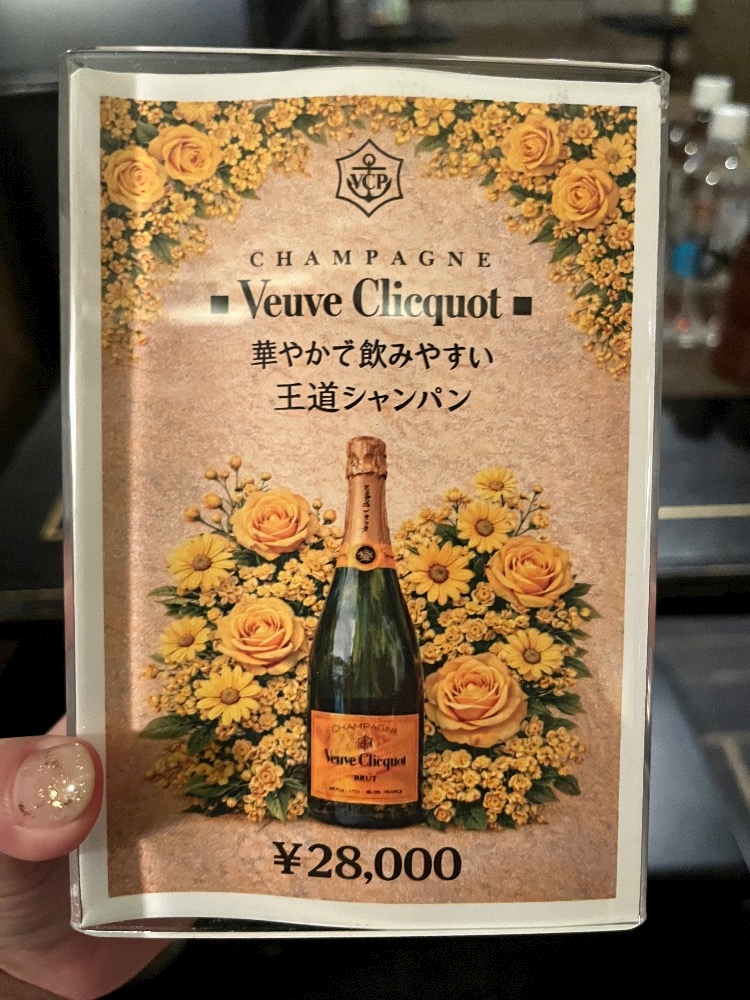 VCP
CHAMPAGNE
Veuve Clicquot
華やかで飲みやすい
王道シャンパン
CHAMPAGNE
Veuve Clicquot
BRUT
¥28,000